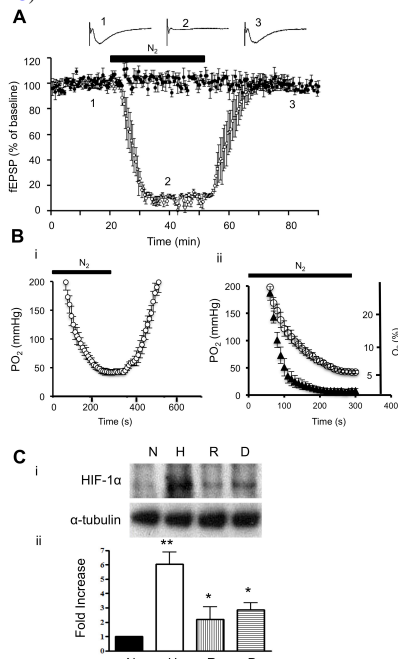 A
1 2 3
N2
fEPSP (% of baseline)
120
100
80
60
40
20
0
1 3
2
0 20 40 60 80
Time (min)
B
i
N2
PO2 (mmHg)
200
150
100
50
0
0 200 400 600
Time (s)
ii
N2
PO2 (mmHg)
200
150
100
50
0
0 100 200 300 400
Time (s)
20
10
5
(%)
C
N H R D
i
HIF-1α
α-tubulin
ii
Fold Increase
7
6
5
4
3
2
1
0
** * *